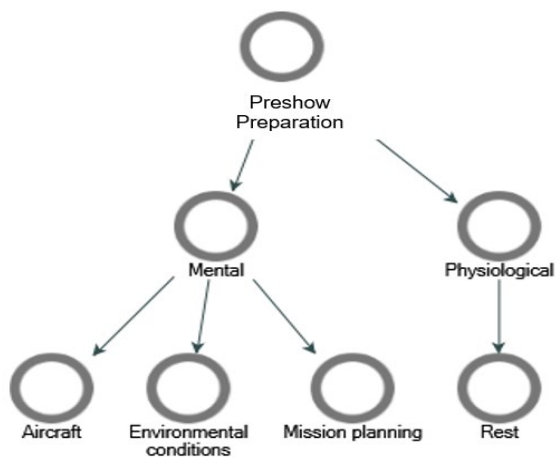 Preshow
Preparation
Mental
Physiological
Aircraft
Environmental
conditions
Mission planning
Rest